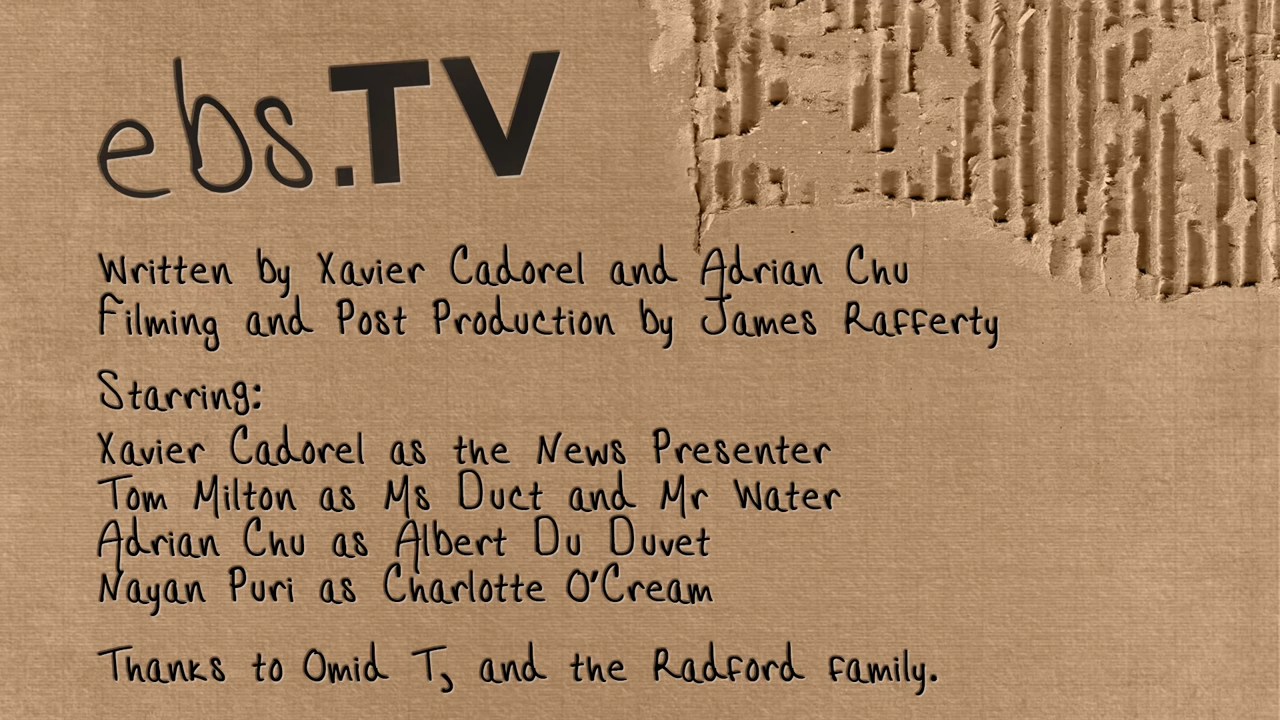 ebs.TV
Written by Xavier Cadorel and Adrian Chu
Filming and Post Production by James Rafferty
Starring:
Xavier Cadorel as the News Presenter
Tom Milton as Ms Duct and Mr Water
Adrian Chu as Albert Du Duvet
Nayan Puri as Charlotte O'Cream
Thanks to Omid T, and the Radford family.